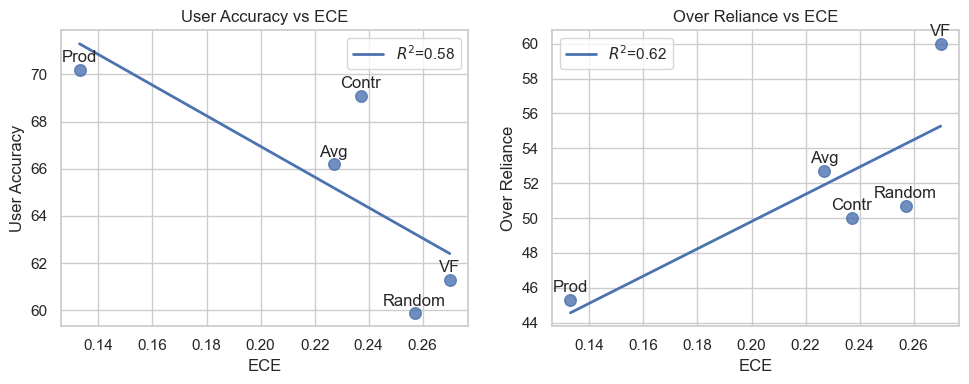 User Accuracy vs ECE
R²=0.58
Prod
Contr
Avg
VF
Random
70
68
66
64
62
60
User Accuracy
0.14 0.16 0.18 0.20 0.22 0.24 0.26
ECE
Over Reliance vs ECE
R²=0.62
VF
Avg
Random
Contr
Prod
60
58
56
54
52
50
48
46
44
Over Reliance
0.14 0.16 0.18 0.20 0.22 0.24 0.26
ECE